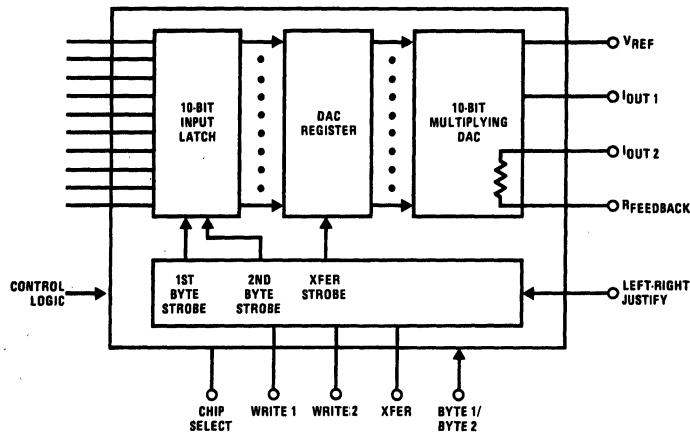 10-BIT
INPUT
LATCH
DAC
REGISTER
10-BIT
MULTIPLYING
DAC
VREF
IOUT 1
IOUT 2
RFEEDBACK
1ST
BYTE
STROBE
2ND
BYTE
STROBE
XFER
STROBE
CONTROL
LOGIC
LEFT-RIGHT
JUSTIFY
CHIP
SELECT
WRITE 1
WRITE 2
XFER
BYTE 1/
BYTE 2